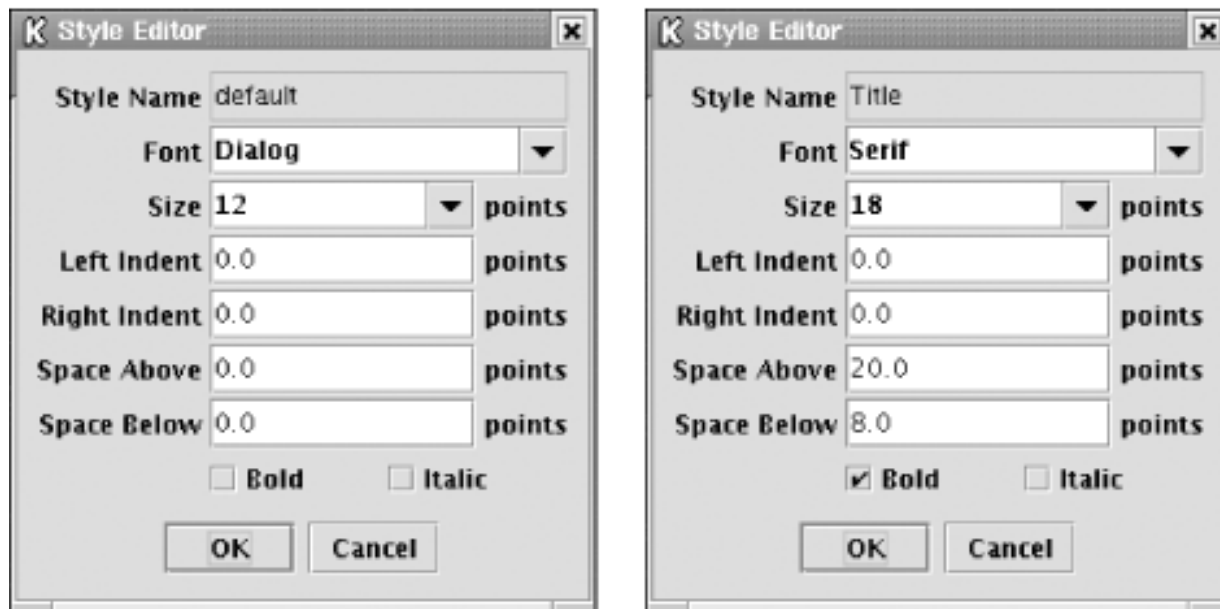 Style Editor
Style Name default
Font Dialog
Size 12 points
Left Indent 0.0 points
Right Indent 0.0 points
Space Above 0.0 points
Space Below 0.0 points
Bold Italic
OK Cancel
Style Editor
Style Name Title
Font Serif
Size 18 points
Left Indent 0.0 points
Right Indent 0.0 points
Space Above 20.0 points
Space Below 8.0 points
Bold Italic
OK Cancel